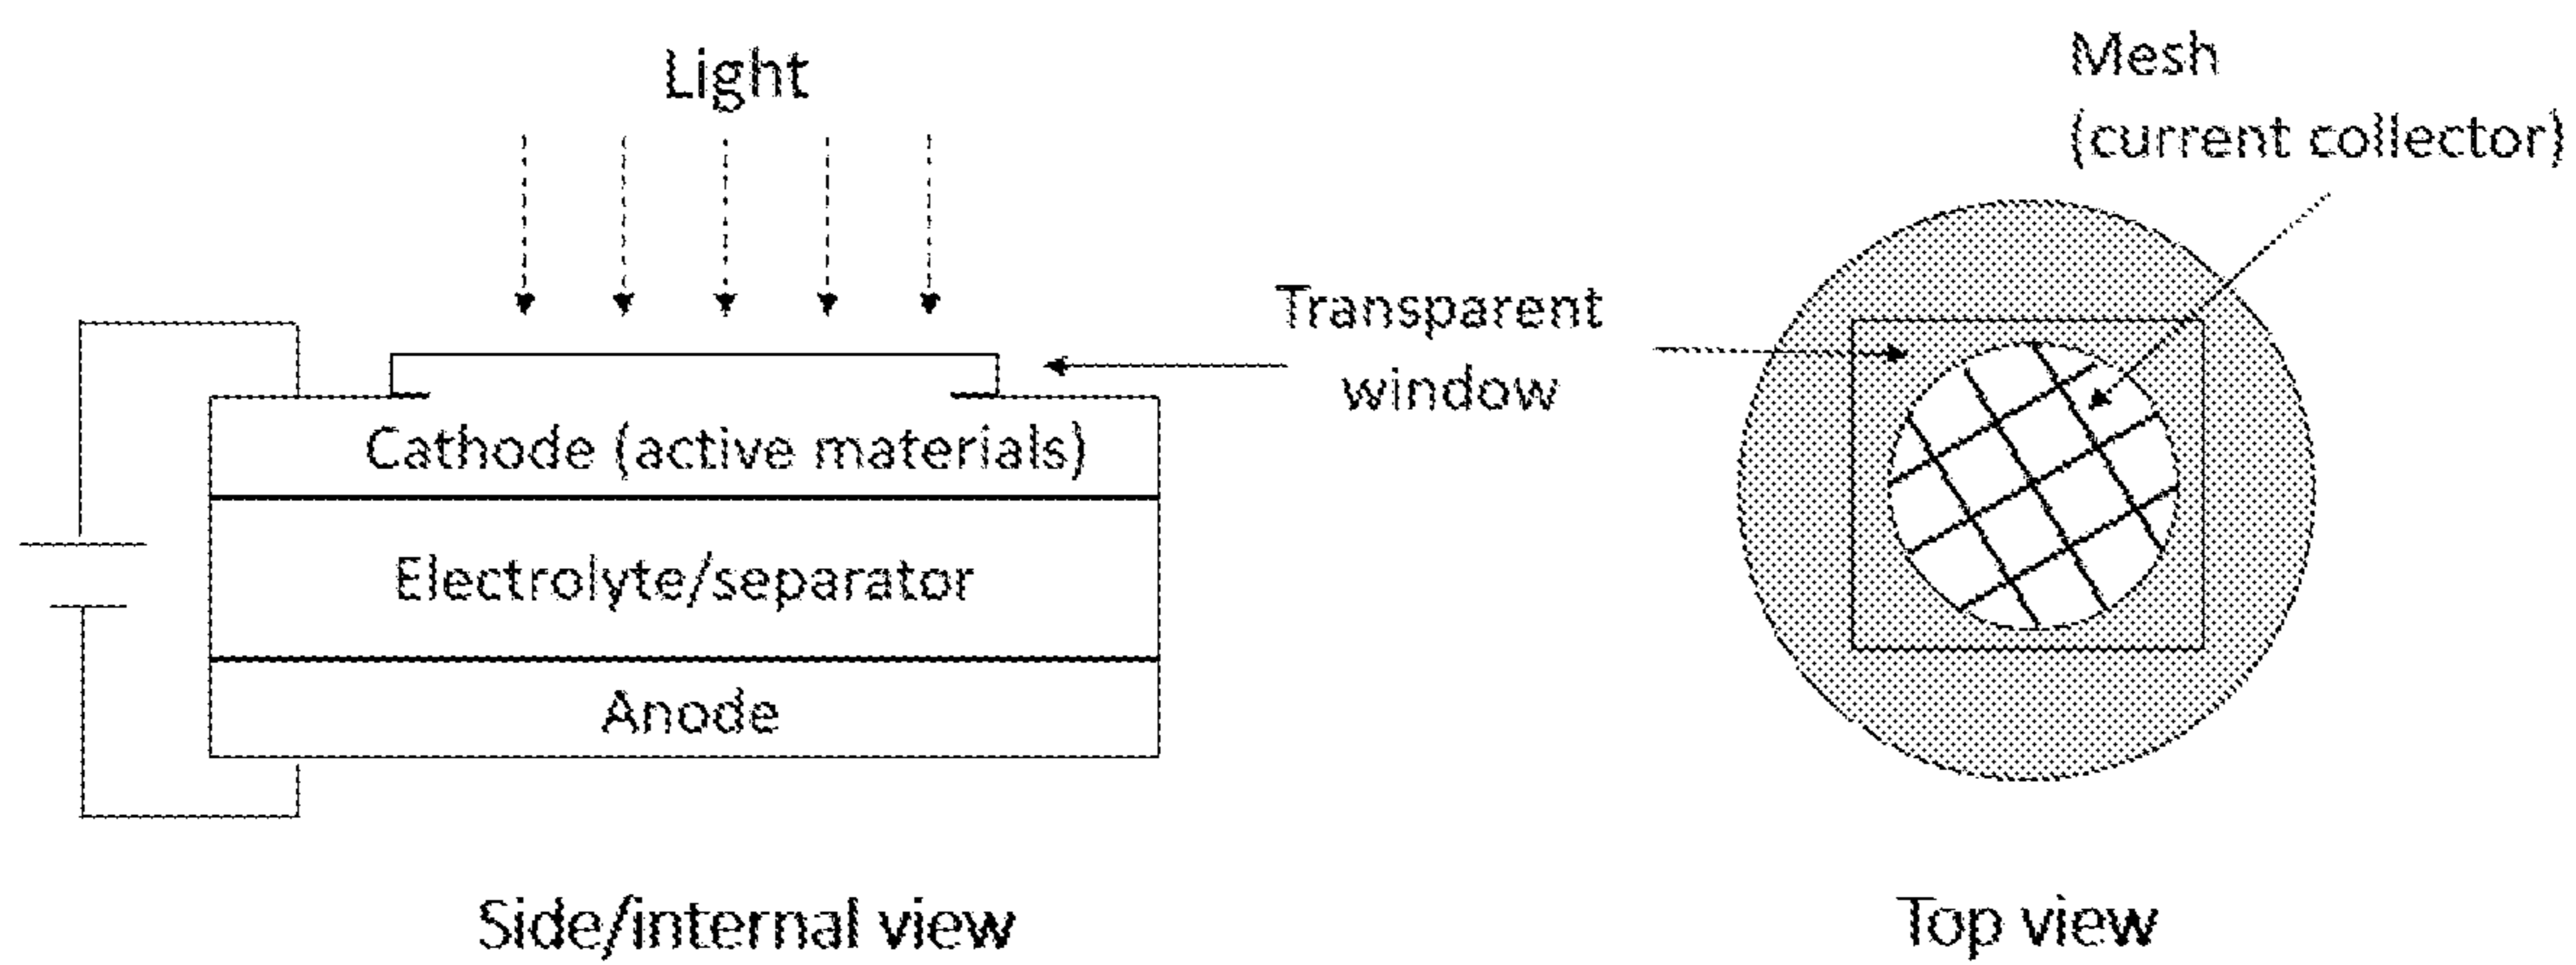 Light
Mesh
(current collector)
Transparent
window
Cathode (active materials)
Electrolyte/separator
Anode
Side/internal view
Top view